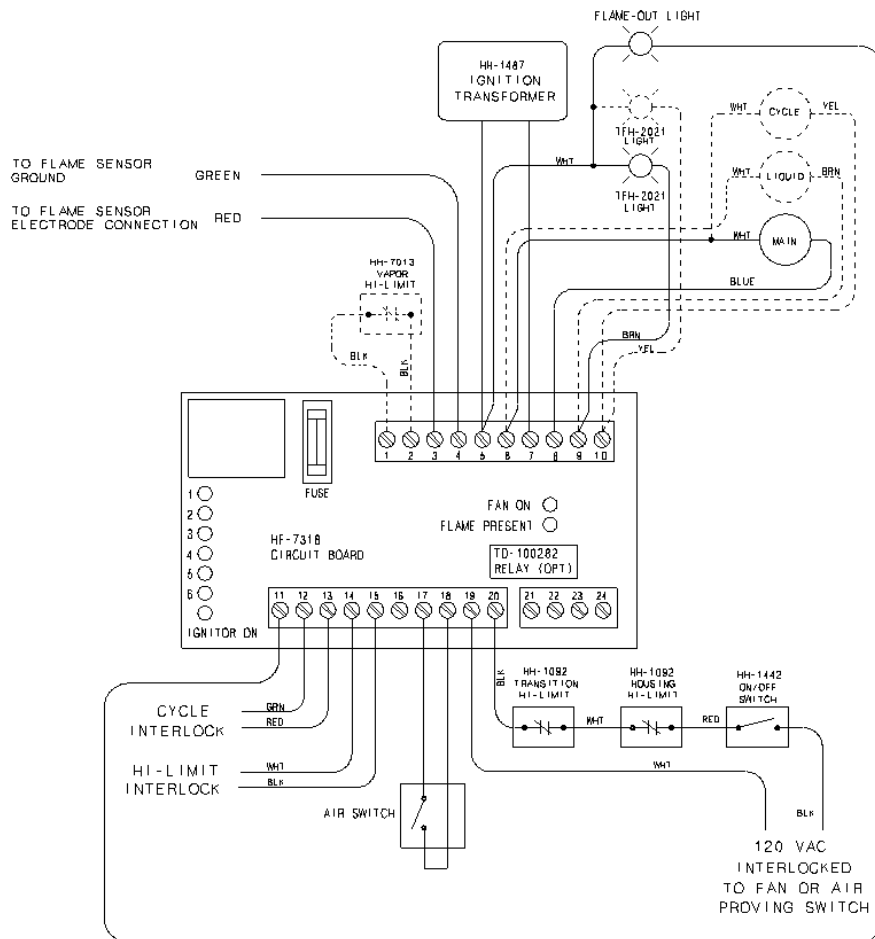 FLAME-OUT LIGHT
HH-1487
IGNITION
TRANSFORMER
WHT
CYCLE
YEL
TFH-2021
LIGHT
WHT
TFH-2021
LIGHT
WHT
LIQUID
BRN
WHT
MAIN
BLUE
TO FLAME SENSOR
GROUND
GREEN
TO FLAME SENSOR
ELECTRODE CONNECTION
RED
HH-7013
VAPOR
HI-LIMIT
BLK
BLK
BRN
YEL
1 2 3 4 5 6 7 8 9 10
FUSE
1
2
3
4
5
6
IGNITOR ON
FAN ON
FLAME PRESENT
HF-7318
CIRCUIT BOARD
TD-100282
RELAY (OPT)
11 12 13 14 15 16 17 18 19 20
21 22 23 24
BLK
HH-1092
TRANSITION
HI-LIMIT
WHT
HH-1092
HOUSING
HI-LIMIT
RED
HH-1442
ON/OFF
SWITCH
CYCLE
INTERLOCK
GRN
RED
HI-LIMIT
INTERLOCK
WHT
BLK
AIR SWITCH
WHT
BLK
120 VAC
INTERLOCKED
TO FAN OR AIR
PROVING SWITCH